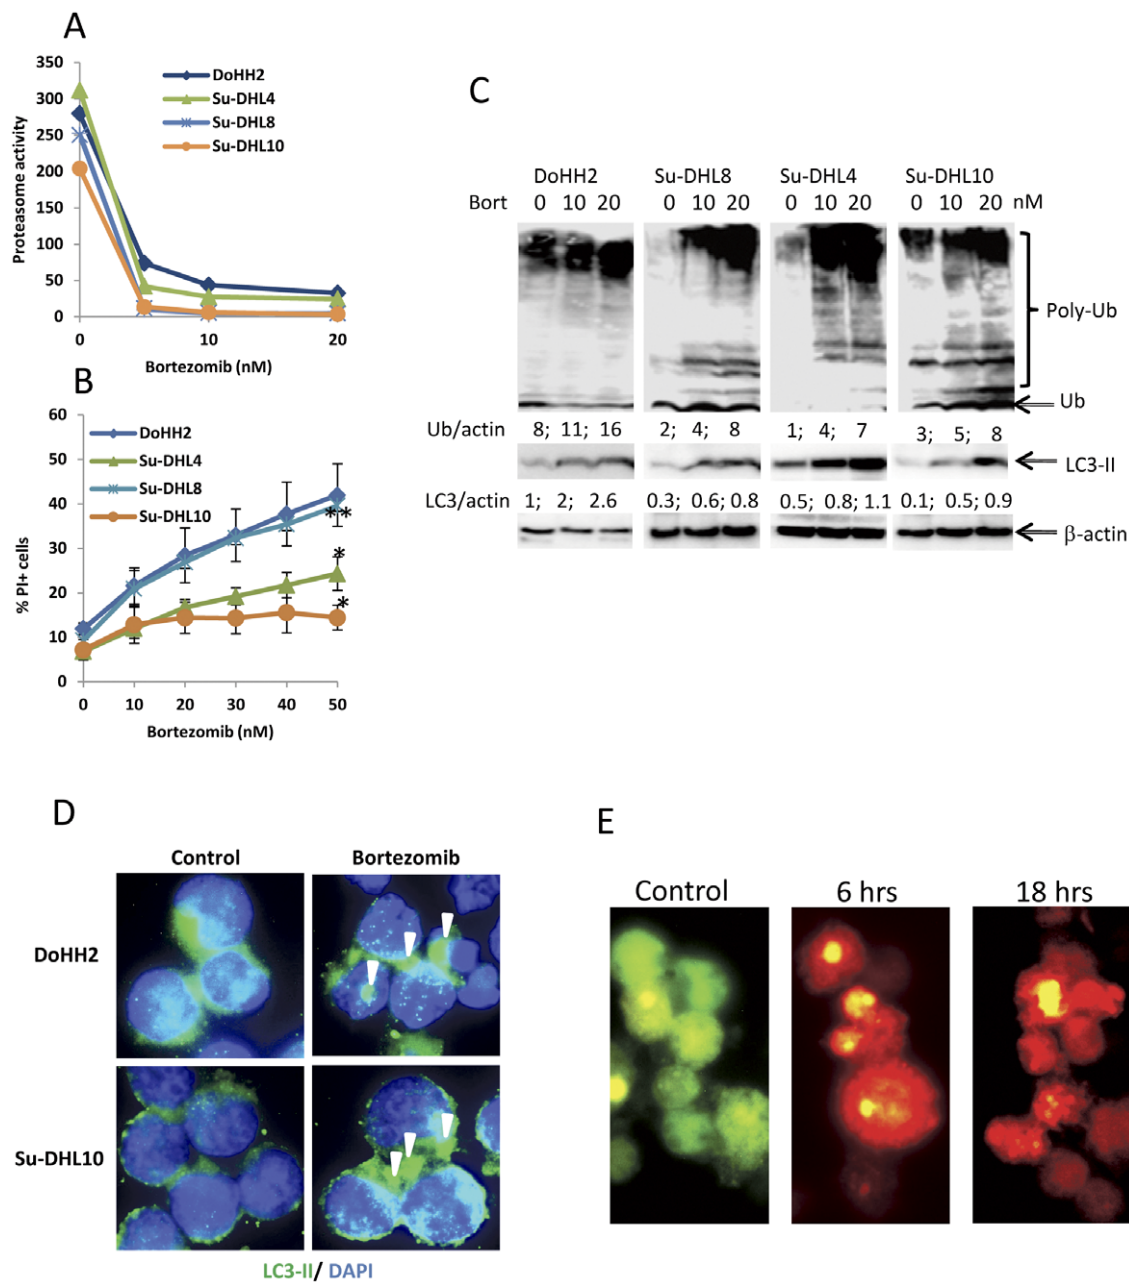 A
350
300
250
200
150
100
50
0
Proteasome activity
DoHH2
Su-DHL4
Su-DHL8
Su-DHL10
0 10 20
Bortezomib (nM)
B
60
50
40
30
20
10
0
% PI+ cells
DoHH2
Su-DHL4
Su-DHL8
Su-DHL10
**
*
*
0 10 20 30 40 50
Bortezomib (nM)
C
DoHH2 Su-DHL8 Su-DHL4 Su-DHL10
Bort 0 10 20 0 10 20 0 10 20 0 10 20 nM
Poly-Ub
Ub
Ub/actin 8; 11; 16 2; 4; 8 1; 4; 7 3; 5; 8
LC3-II
LC3/actin 1; 2; 2.6 0.3; 0.6; 0.8 0.5; 0.8; 1.1 0.1; 0.5; 0.9
β-actin
D
Control Bortezomib
DoHH2
Su-DHL10
LC3-II/ DAPI
E
Control 6 hrs 18 hrs